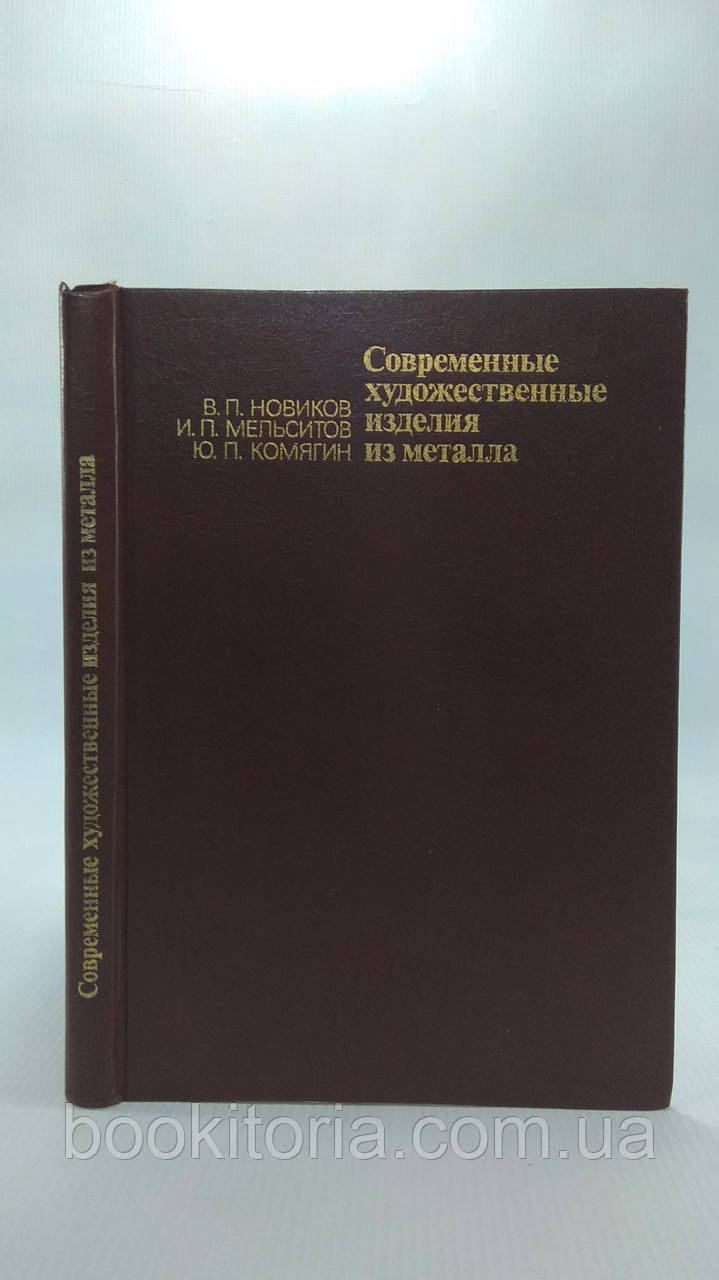 Современные
художественные
изделия
из металла
В. П. НОВИКОВ
И. П. МЕЛЬСИТОВ
Ю. П. КОМЯГИН
Современные художественные изделия из металла
bookitoria.com.ua